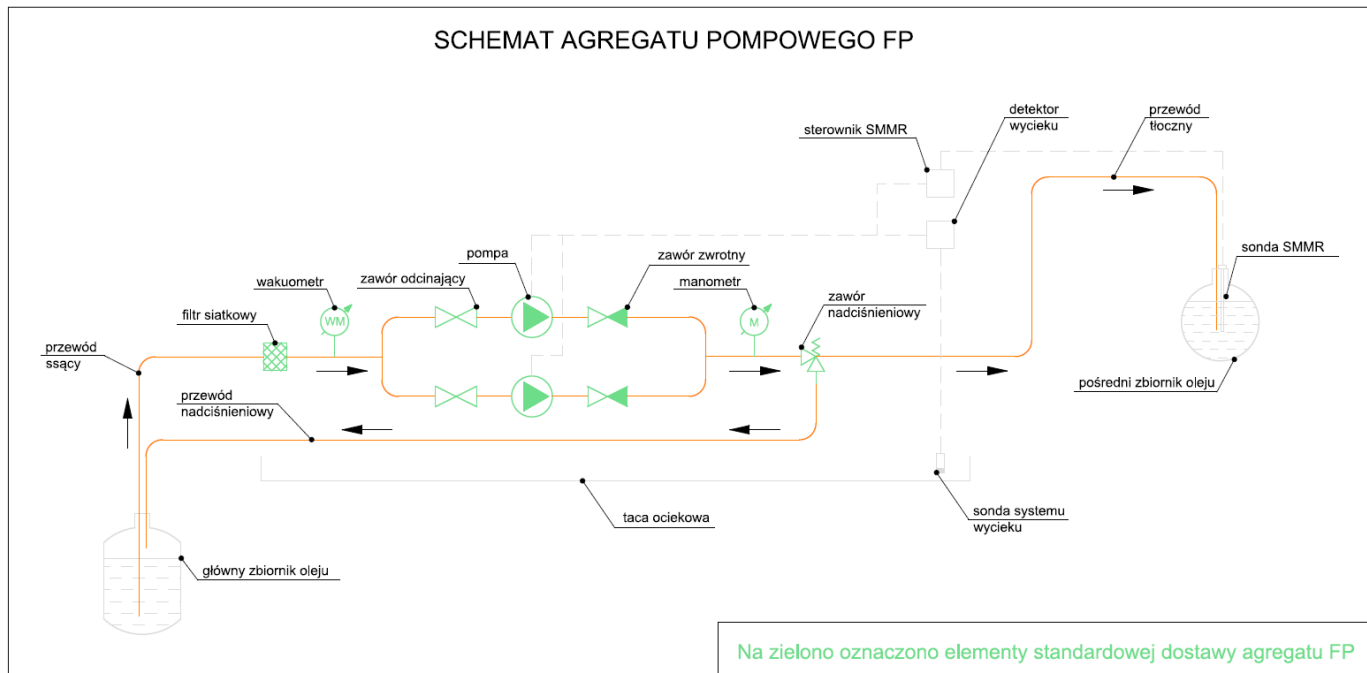 SCHEMAT AGREGATU POMPOWEGO FP
detektor
wycieku
przewód
tłoczny
sterownik SMMR
pompa
zawór zwrotny
sonda SMMR
wakuometr
zawór odcinający
manometr
zawór
nadciśnieniowy
filtr siatkowy
WM
M
przewód
ssący
pośredni zbiornik oleju
przewód
nadciśnieniowy
taca ociekowa
sonda systemu
wycieku
główny zbiornik oleju
Na zielono oznaczono elementy standardowej dostawy agregatu FP